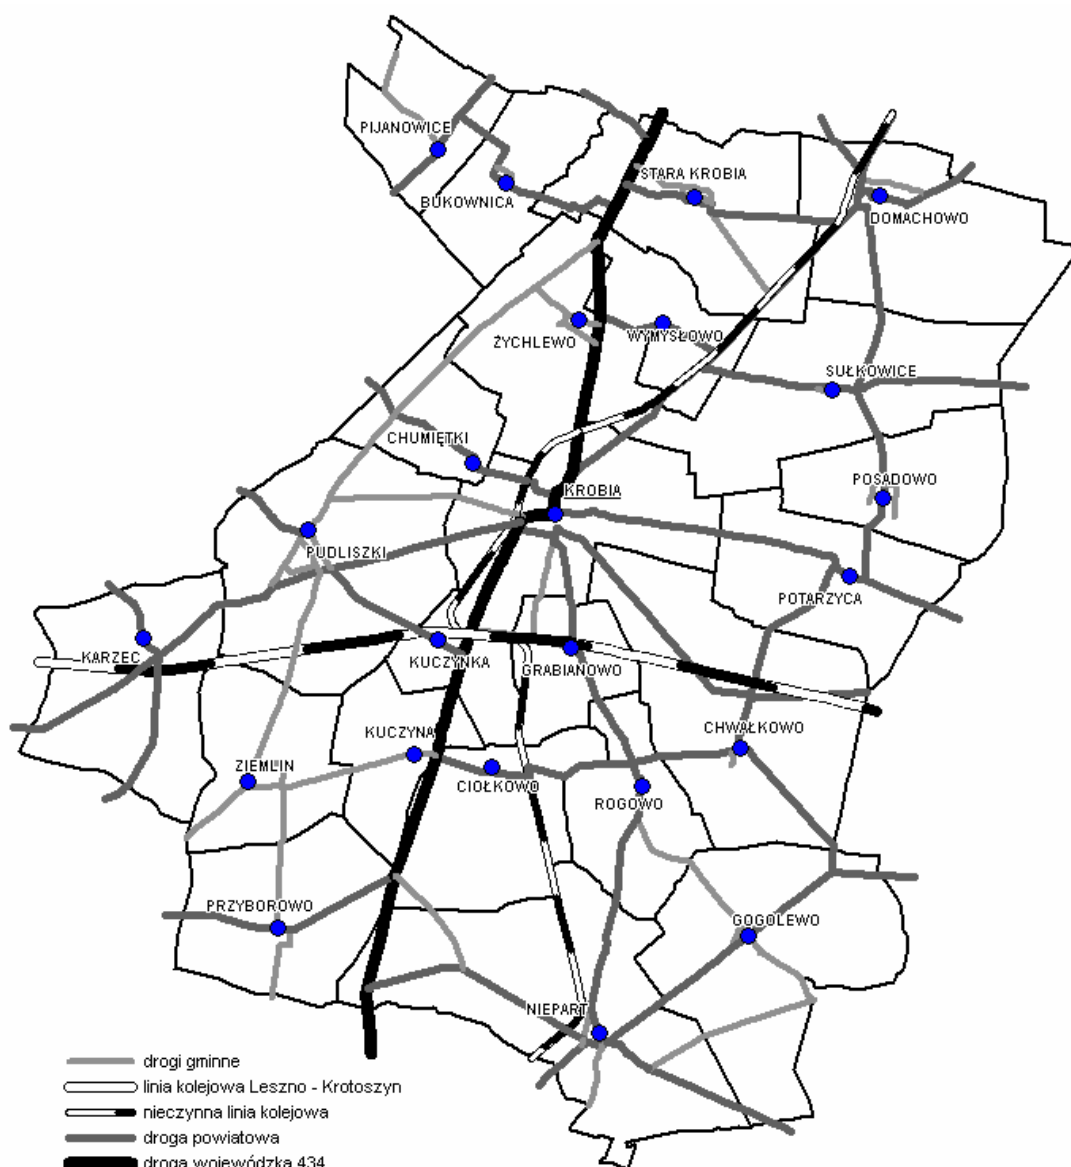 PIJANOWICE
STARA KROBIA
BUKOWNICA
DOMACHOWO
ŻYCHLEWO
WYMYSŁOWO
SUŁKOWICE
CHUMIĘTKI
POSADOWO
KROBIA
PUDLISZKI
POTARZYCA
KARZEC
KUCZYNKA
GRABIANOWO
KUCZYNA
CHWAŁKOWO
ZIEMLIN
CIOŁKOWO
ROGOWO
PRZYBOROWO
GOGOLEWO
NIEPART
drogi gminne
linia kolejowa Leszno - Krotoszyn
nieczynna linia kolejowa
droga powiatowa
droga wojewódzka 434